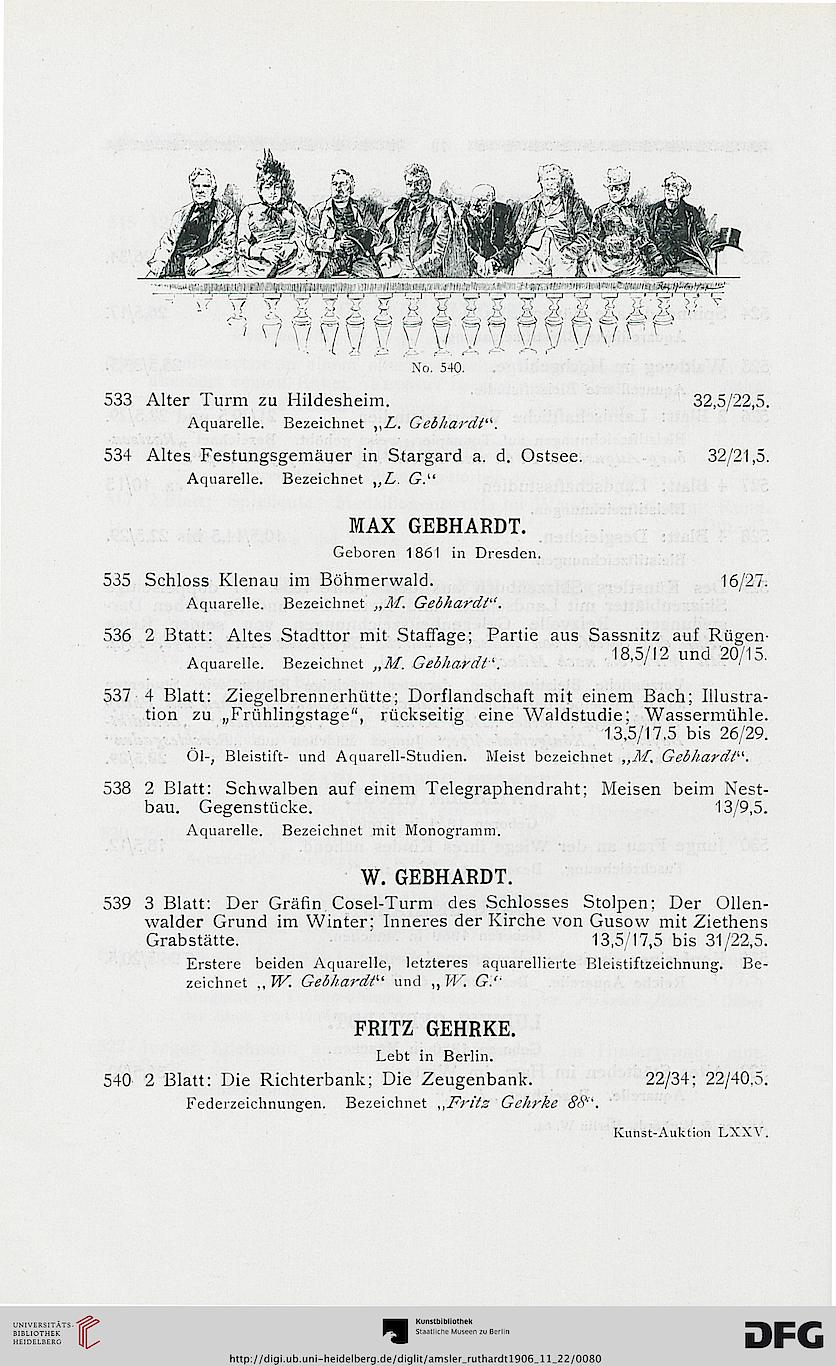 No. 540.
533 Alter Turm zu Hildesheim. 32,5/22,5.
Aquarelle. Bezeichnet „L. Gebhardt“.
534 Altes Festungsgemäuer in Stargard a. d. Ostsee. 32/21,5.
Aquarelle. Bezeichnet „L. G.“
MAX GEBHARDT.
Geboren 1861 in Dresden.
535 Schloss Klenau im Böhmerwald. 16/27.
Aquarelle. Bezeichnet „M. Gebhardt“.
536 2 Btatt: Altes Stadttor mit Staffage; Partie aus Sassnitz auf Rügen.
18,5/12 und 20/15.
Aquarelle. Bezeichnet „M. Gebhardt“.
537 4 Blatt: Ziegelbrennerhütte; Dorflandschaft mit einem Bach; Illustra-
tion zu „Frühlingstage“, rückseitig eine Waldstudie; Wassermühle.
13,5/17,5 bis 26/29.
Öl-, Bleistift- und Aquarell-Studien. Meist bezeichnet „M. Gebhardt“.
538 2 Blatt: Schwalben auf einem Telegraphendraht; Meisen beim Nest-
bau. Gegenstücke. 13/9,5.
Aquarelle. Bezeichnet mit Monogramm.
W. GEBHARDT.
539 3 Blatt: Der Gräfin Cosel-Turm des Schlosses Stolpen; Der Ollen-
walder Grund im Winter; Inneres der Kirche von Gusow mit Ziethens
Grabstätte. 13,5/17,5 bis 31/22,5.
Erstere beiden Aquarelle, letzteres aquarellierte Bleistiftzeichnung. Be-
zeichnet „W. Gebhardt“ und „W. G.“
FRITZ GEHRKE.
Lebt in Berlin.
540 2 Blatt: Die Richterbank; Die Zeugenbank. 22/34; 22/40,5.
Federzeichnungen. Bezeichnet „Fritz Gehrke 88“.
Kunst-Auktion LXXV.
UNIVERSITÄTS-
BIBLIOTHEK
HEIDELBERG
Kunstbibliothek
Staatliche Museen zu Berlin
DFG
http://digi.ub.uni-heidelberg.de/diglit/amsler_ruthardt1906_11_22/0080